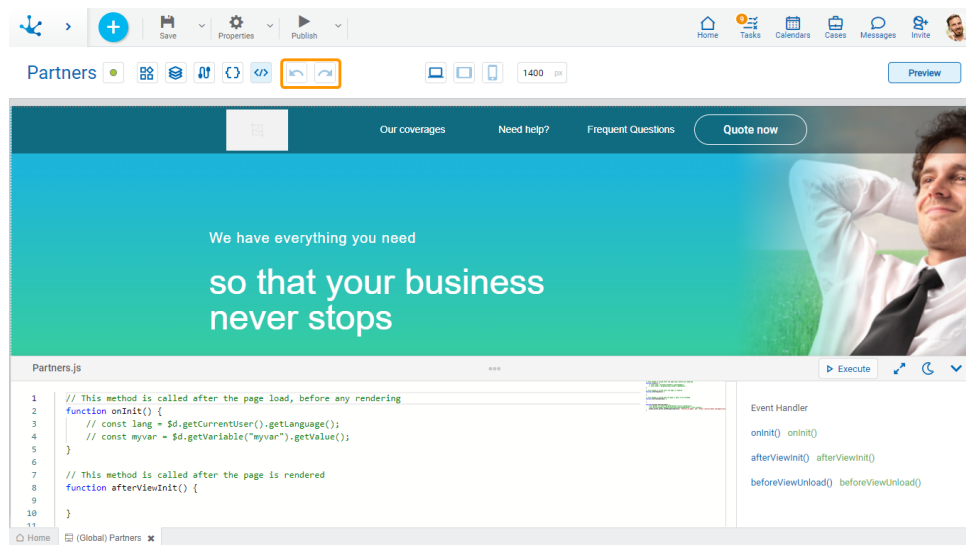 Save
Properties
Publish
Home
9
Tasks
Calendars
Cases
Messages
Invite
Partners
1400 px
Preview
Our coverages
Need help?
Frequent Questions
Quote now
We have everything you need
so that your business
never stops
Partners.js
Execute
1 // This method is called after the page load, before any rendering
2 function onInit() {
3 // const lang = $d.getCurrentUser().getLanguage();
4 // const myvar = $d.getVariable("myvar").getValue();
5 }
6
7 // This method is called after the page is rendered
8 function afterViewInit() {
9
10 }
11
Event Handler
onInit() onInit()
afterViewInit() afterViewInit()
beforeViewUnload() beforeViewUnload()
Home
(Global) Partners